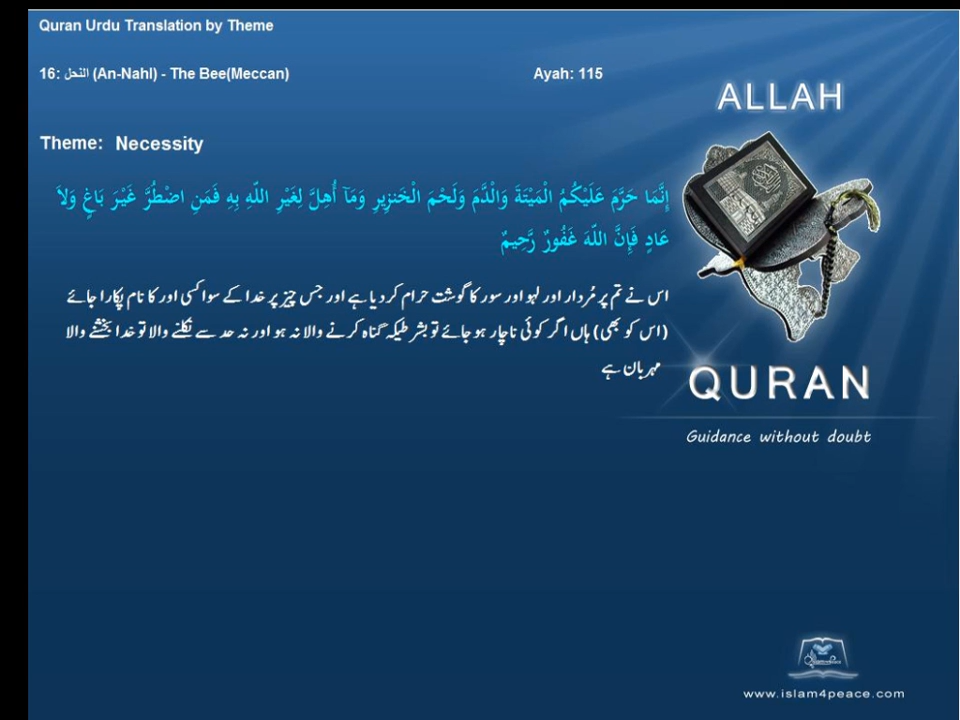 Quran Urdu Translation by Theme
16: النحل (An-Nahl) - The Bee(Meccan) Ayah: 115
ALLAH
Theme: Necessity
إِنَّمَا حَرَّمَ عَلَيْكُمُ الْمَيْتَةَ وَالْدَّمَ وَلَحْمَ الْخَنزِيرِ وَمَآ أُهِلَّ لِغَيْرِ اللّهِ بِهِ فَمَنِ اضْطُرَّ غَيْرَ بَاغٍ وَلاَ
عَادٍ فَإِنَّ اللّهَ غَفُورٌ رَّحِيمٌ
اس نے تم پر مُردار اور لہو اور سور کا گوشت حرام کردیا ہے اور جس چیز پر خدا کے سوا کسی اور کا نام پکارا جائے
(اس کو بھی) ہاں اگر کوئی ناچار ہوجائے تو بشرطیکہ گناہ کرنے والا نہ ہو اور نہ حد سے نکلنے والا تو خدا بخشنے والا
مہربان ہے
QURAN
Guidance without doubt
www.islam4peace.com